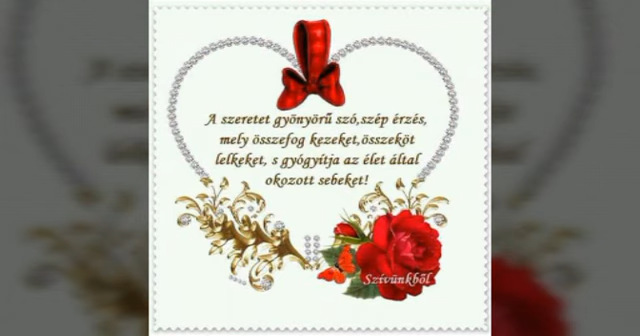 A szeretet gyönyörű szó,szép érzés,
mely összefog kezeket,összeköt
lelkeket, s gyógyítja az élet által
okozott sebeket!
Szívünkből